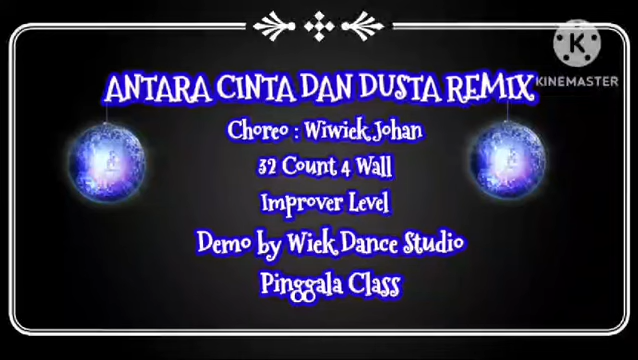 ANTARA CINTA DAN DUSTA REMIX
Choreo : Wiwiek Johan
32 Count 4 Wall
Improver Level
Demo by Wiek Dance Studio
Pinggala Class
K
KINEMASTER